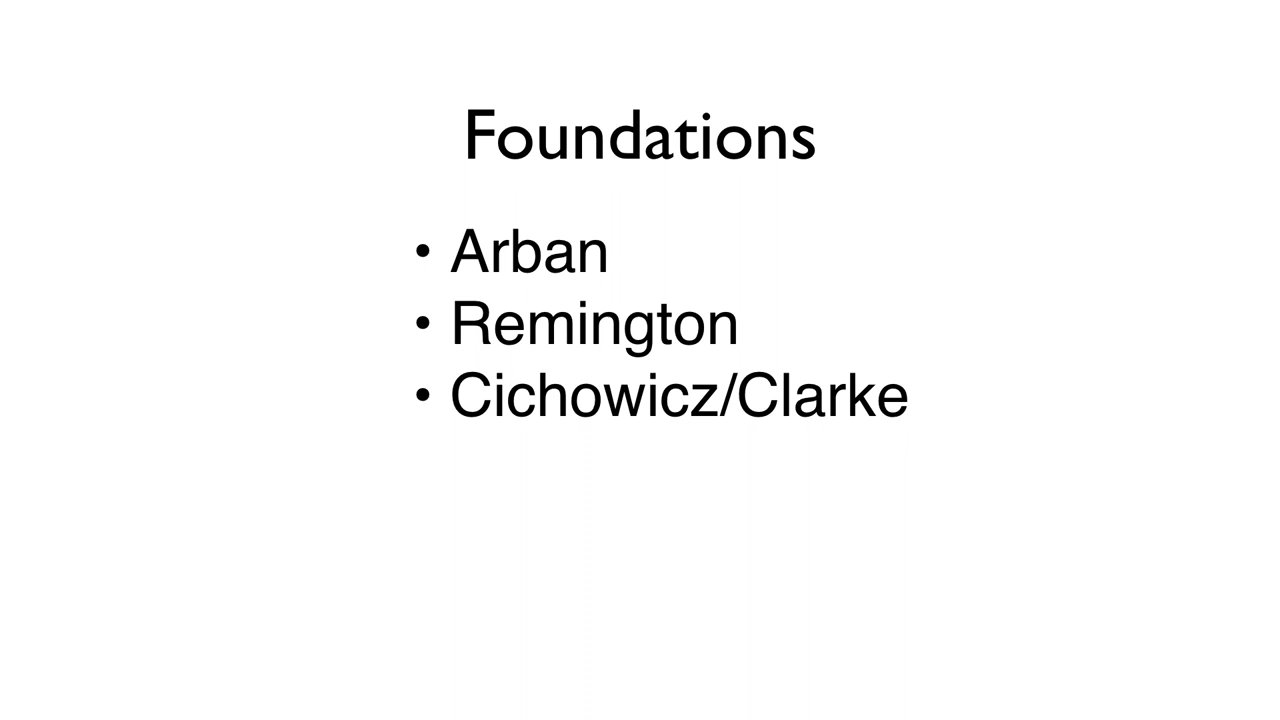 Foundations
• Arban
• Remington
• Cichowicz/Clarke